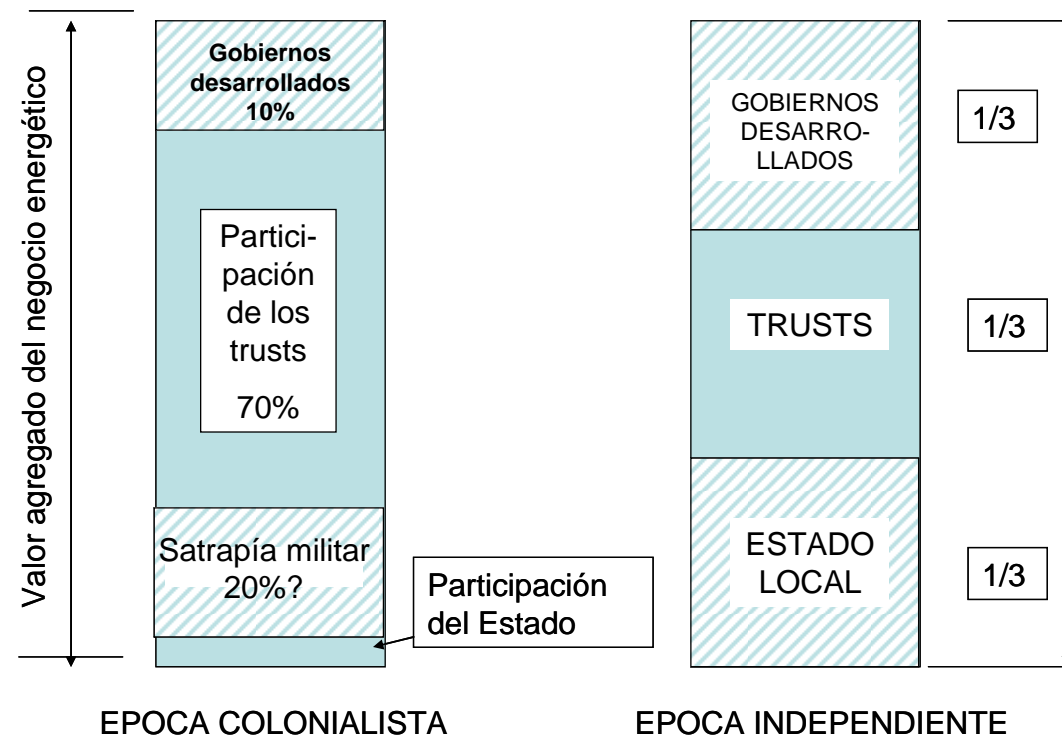 Valor agregado del negocio energético
Gobiernos
desarrollados
10%
Partici-
pación
de los
trusts
70%
Satrapía militar
20%?
Participación
del Estado
EPOCA COLONIALISTA
GOBIERNOS
DESARRO-
LLADOS
1/3
TRUSTS
1/3
ESTADO
LOCAL
1/3
EPOCA INDEPENDIENTE